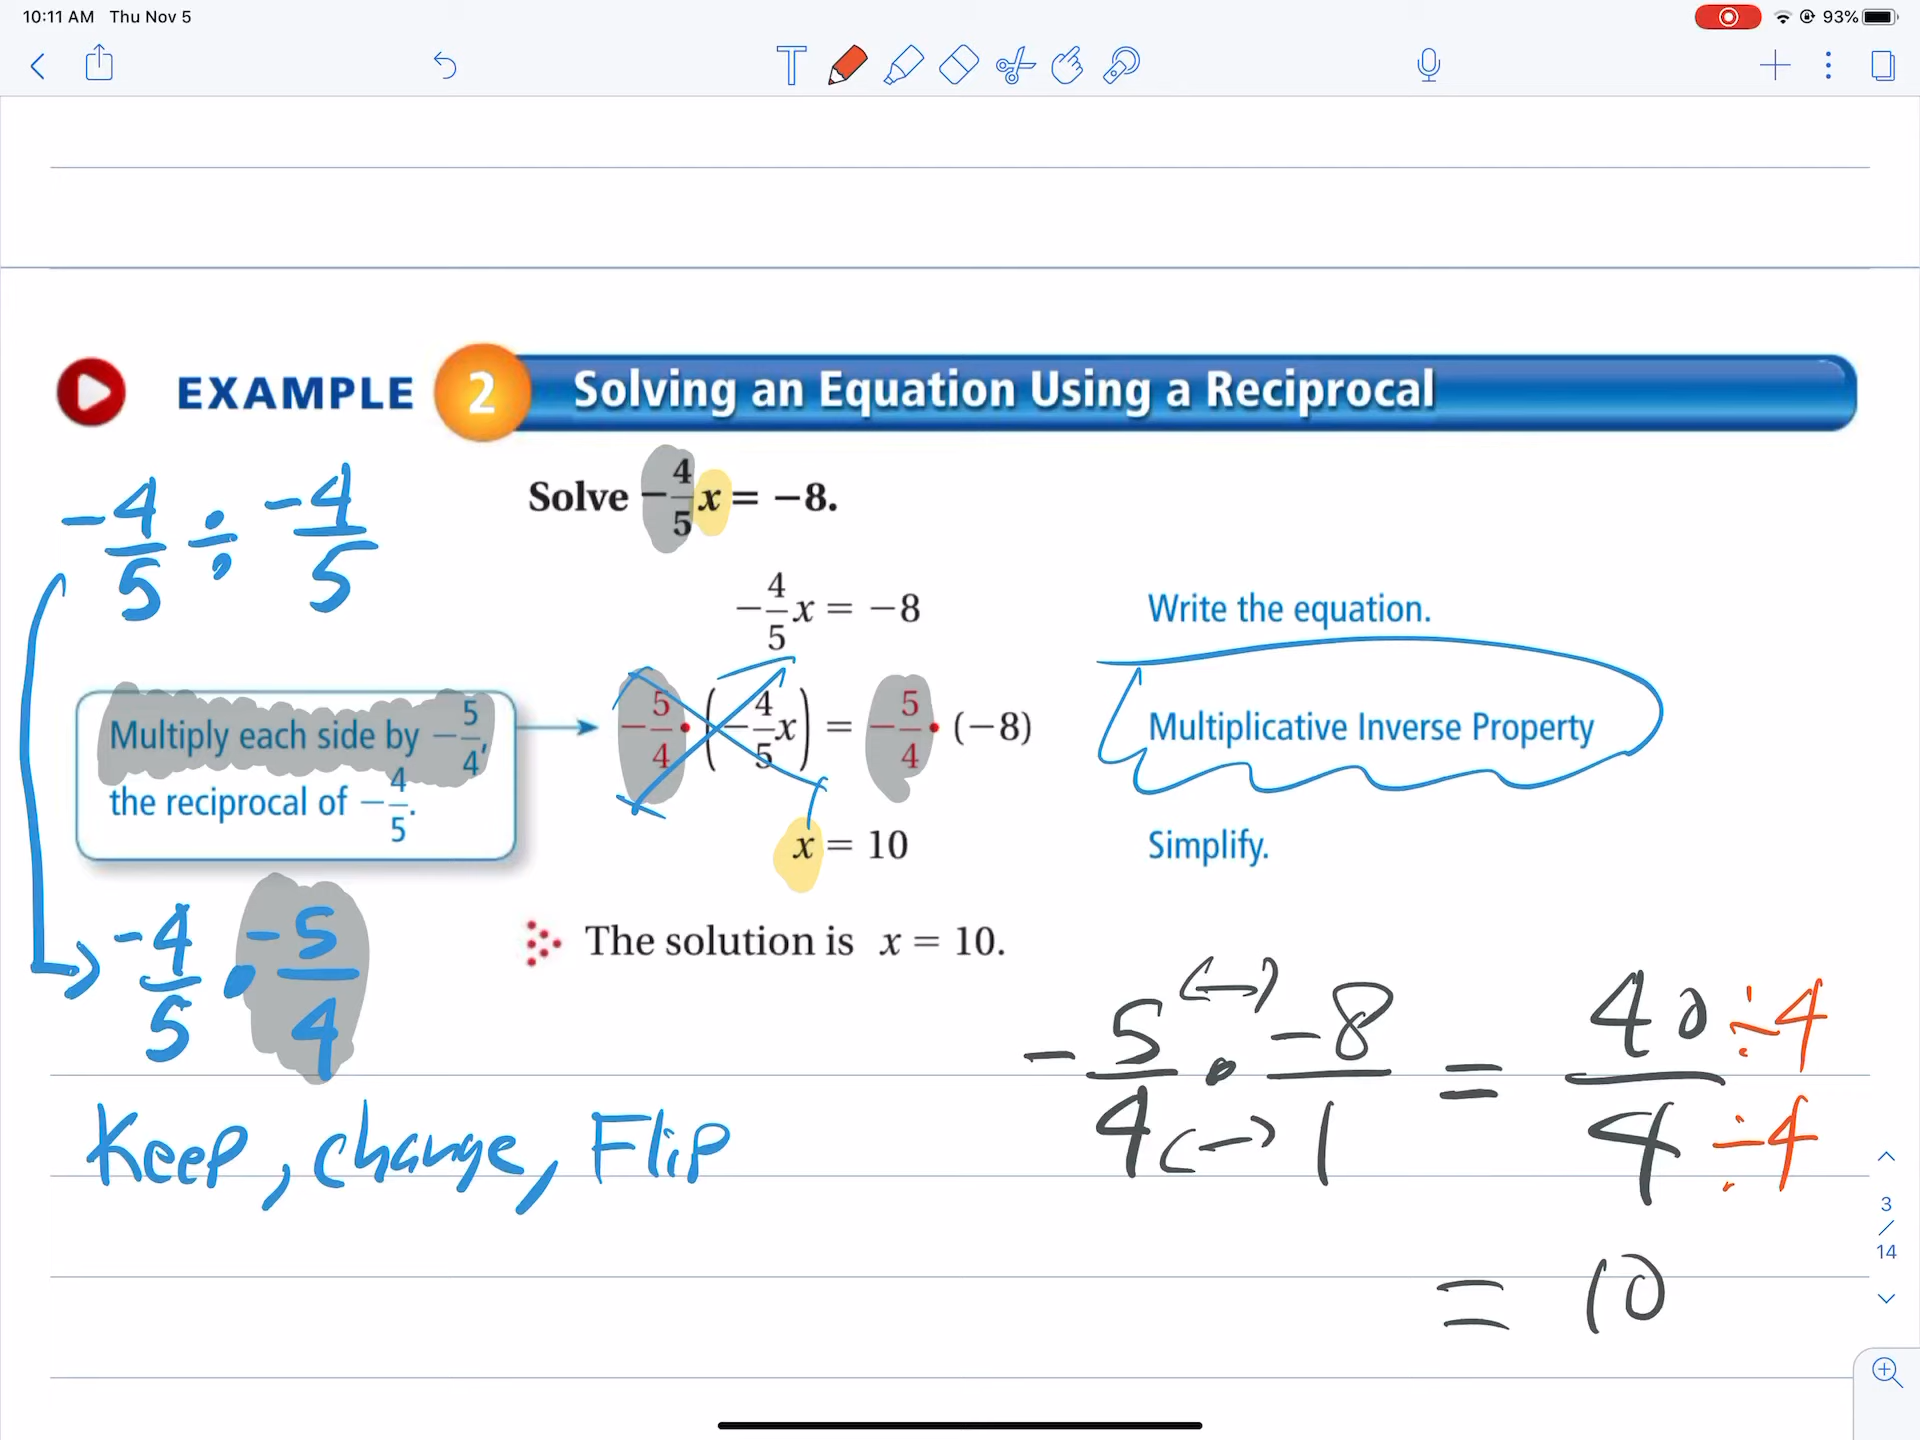 10:11 AM Thu Nov 5
93%
EXAMPLE 2 Solving an Equation Using a Reciprocal
-4/5 ÷ -4/5
Solve −4/5 x = −8.
−4/5 x = −8 Write the equation.
Multiply each side by −5/4,
the reciprocal of −4/5.
−5/4 • (−4/5 x) = −5/4 • (−8) Multiplicative Inverse Property
x = 10 Simplify.
The solution is x = 10.
-4/5 • -5/4
-5/4 • -8/1 = 40 ÷4 / 4 ÷4
Keep, change, Flip
= 10
3
/
14